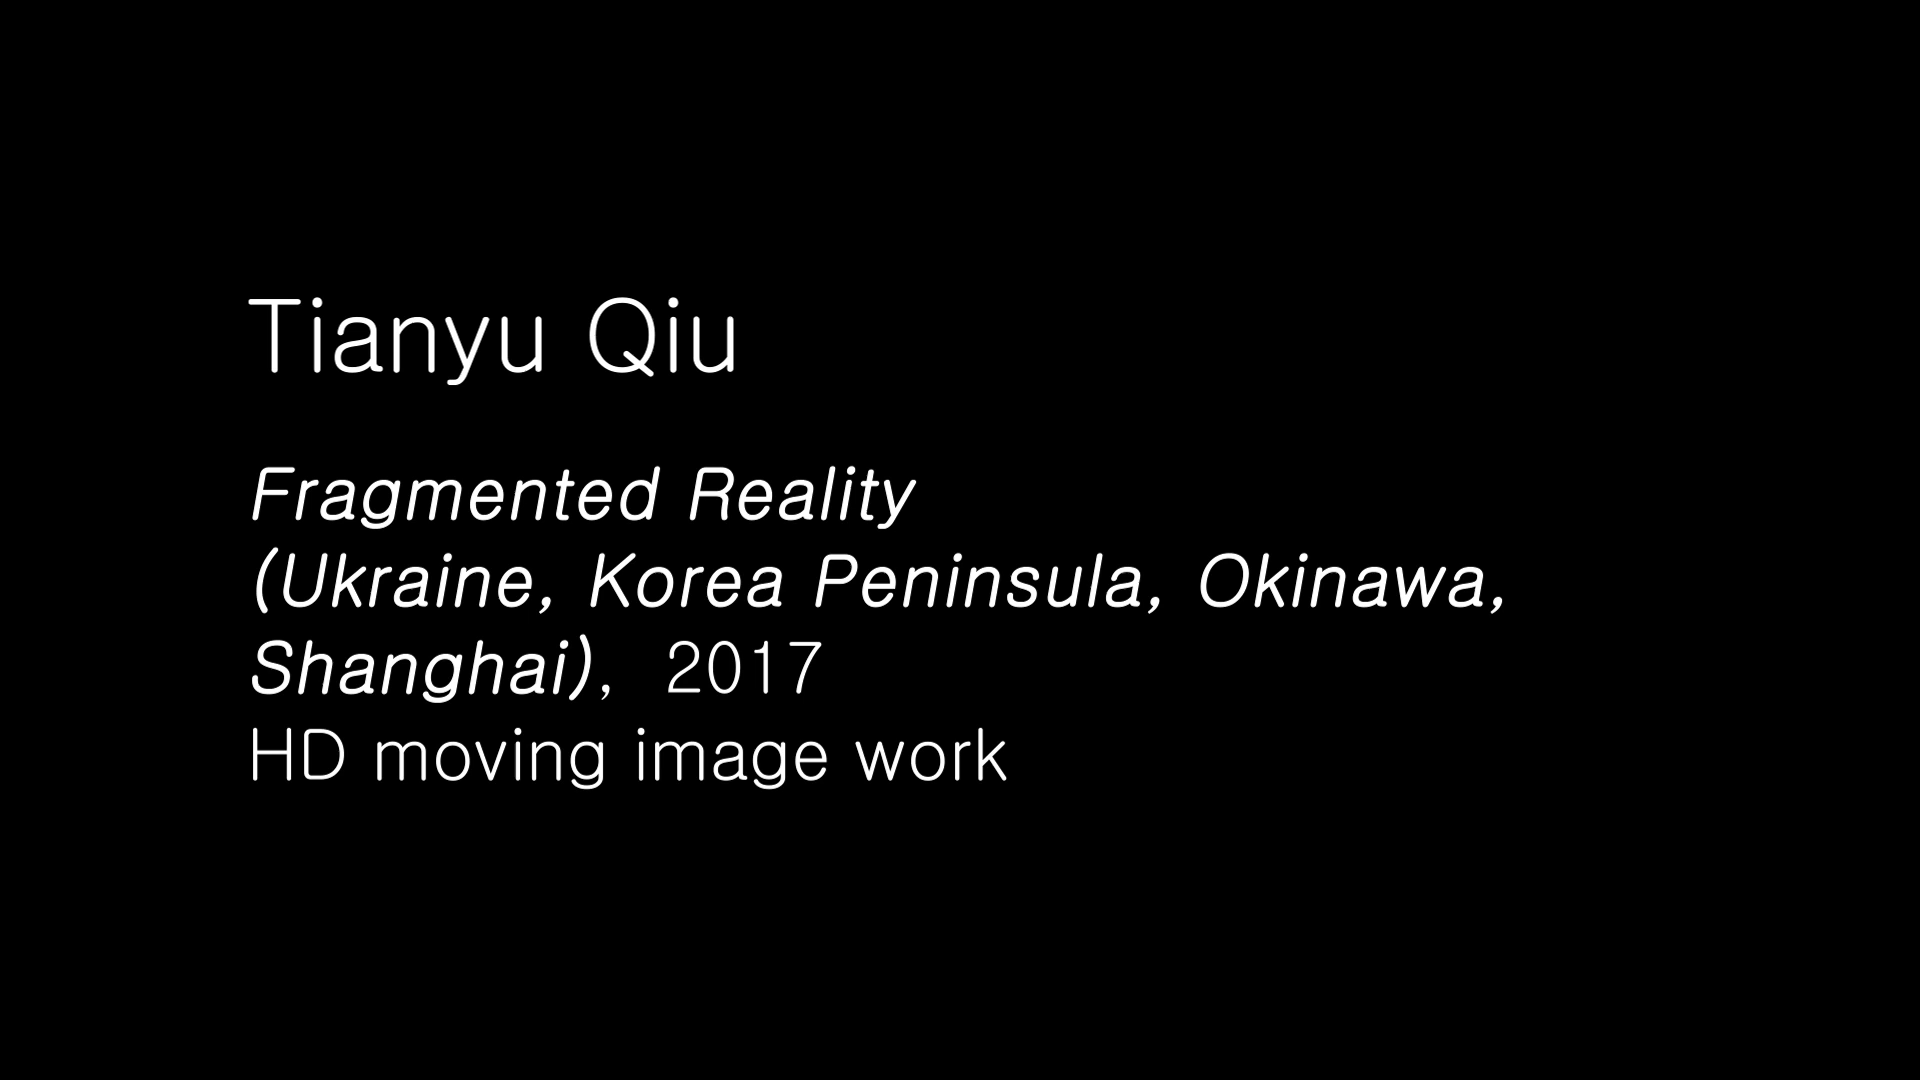 Tianyu Qiu
Fragmented Reality
(Ukraine, Korea Peninsula, Okinawa,
Shanghai), 2017
HD moving image work